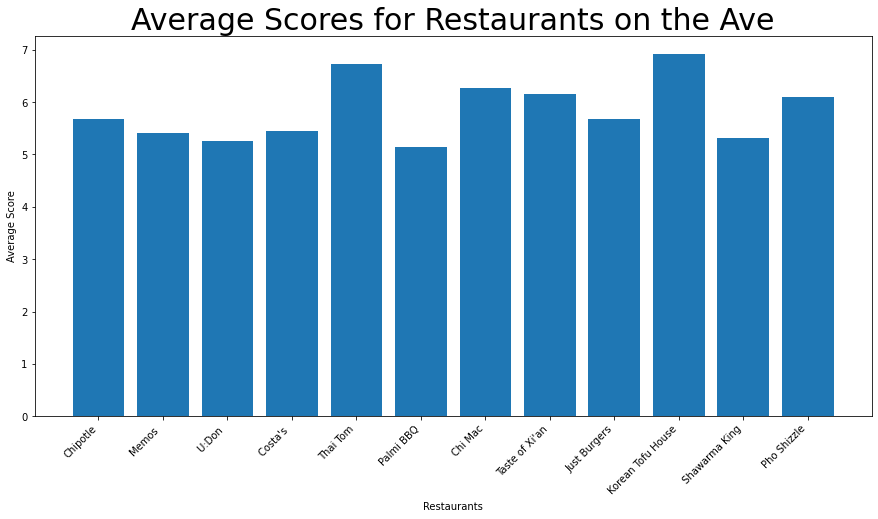 Average Scores for Restaurants on the Ave
7
6
5
4
3
2
1
0
Average Score
Chipotle
Memos
U:Don
Costa's
Thai Tom
Palmi BBQ
Chi Mac
Taste of Xi'an
Just Burgers
Korean Tofu House
Shawarma King
Pho Shizzle
Restaurants